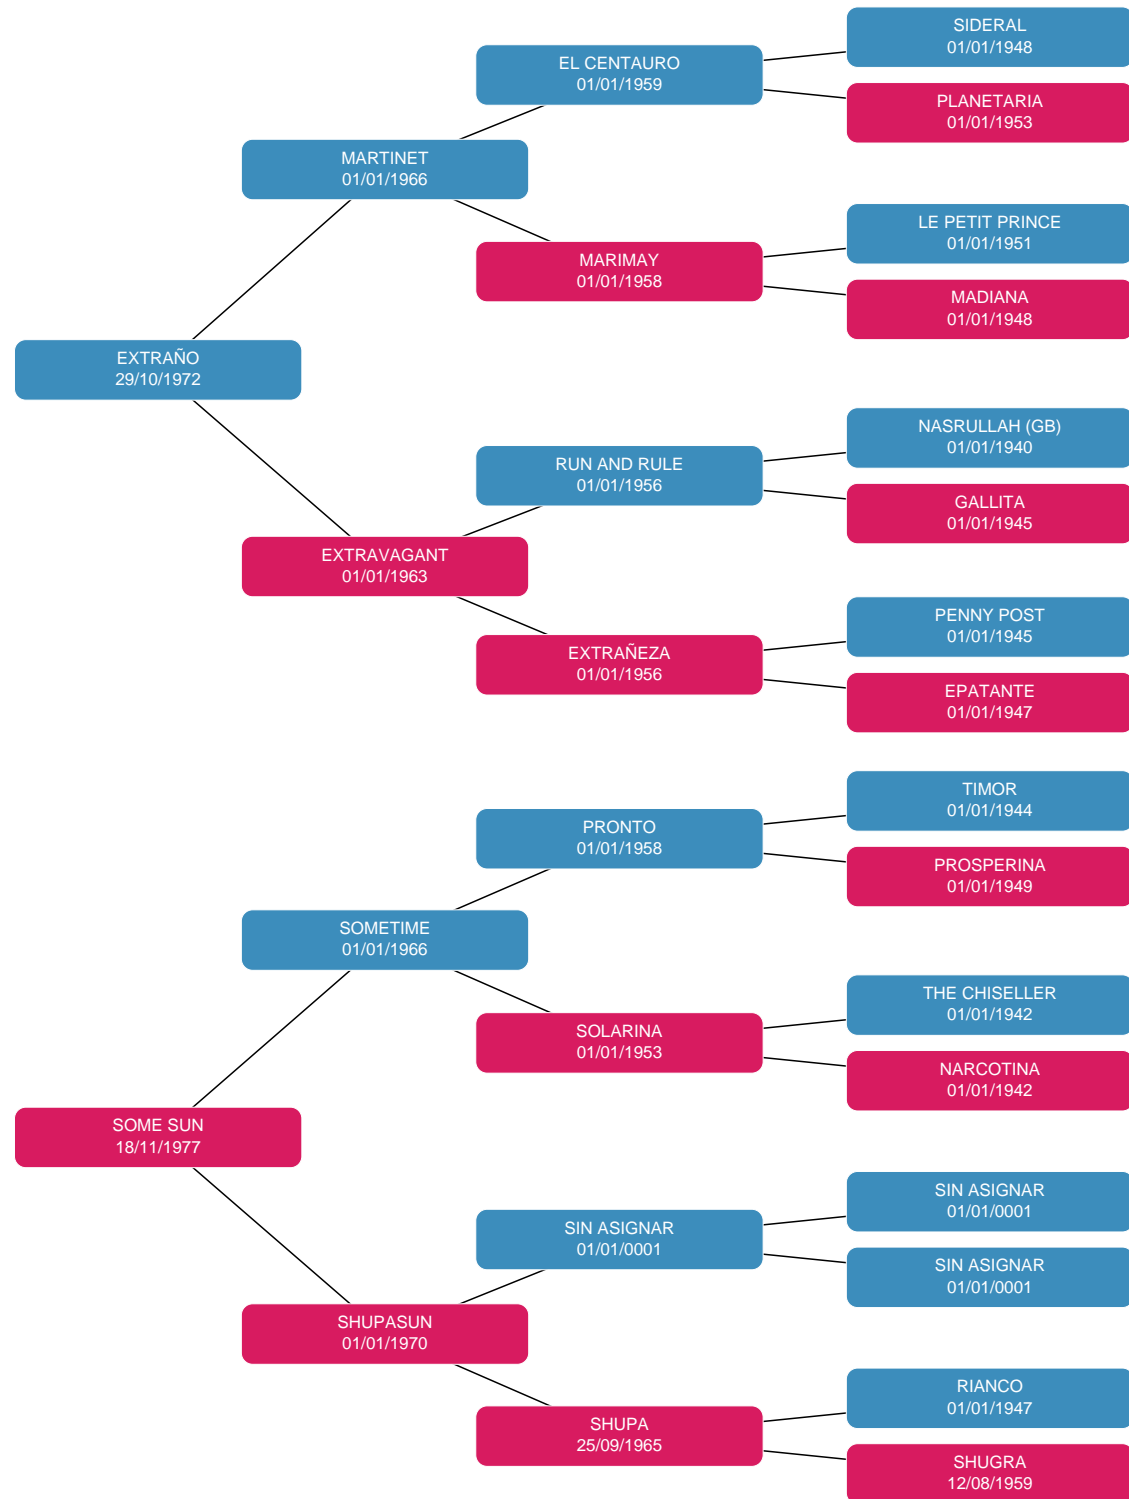 SIDERAL
01/01/1948
EL CENTAURO
01/01/1959
PLANETARIA
01/01/1953
MARTINET
01/01/1966
LE PETIT PRINCE
01/01/1951
MARIMAY
01/01/1958
MADIANA
01/01/1948
EXTRAÑO
29/10/1972
NASRULLAH (GB)
01/01/1940
RUN AND RULE
01/01/1956
GALLITA
01/01/1945
EXTRAVAGANT
01/01/1963
PENNY POST
01/01/1945
EXTRAÑEZA
01/01/1956
EPATANTE
01/01/1947
TIMOR
01/01/1944
PRONTO
01/01/1958
PROSPERINA
01/01/1949
SOMETIME
01/01/1966
THE CHISELLER
01/01/1942
SOLARINA
01/01/1953
NARCOTINA
01/01/1942
SOME SUN
18/11/1977
SIN ASIGNAR
01/01/0001
SIN ASIGNAR
01/01/0001
SIN ASIGNAR
01/01/0001
SHUPASUN
01/01/1970
RIANCO
01/01/1947
SHUPA
25/09/1965
SHUGRA
12/08/1959